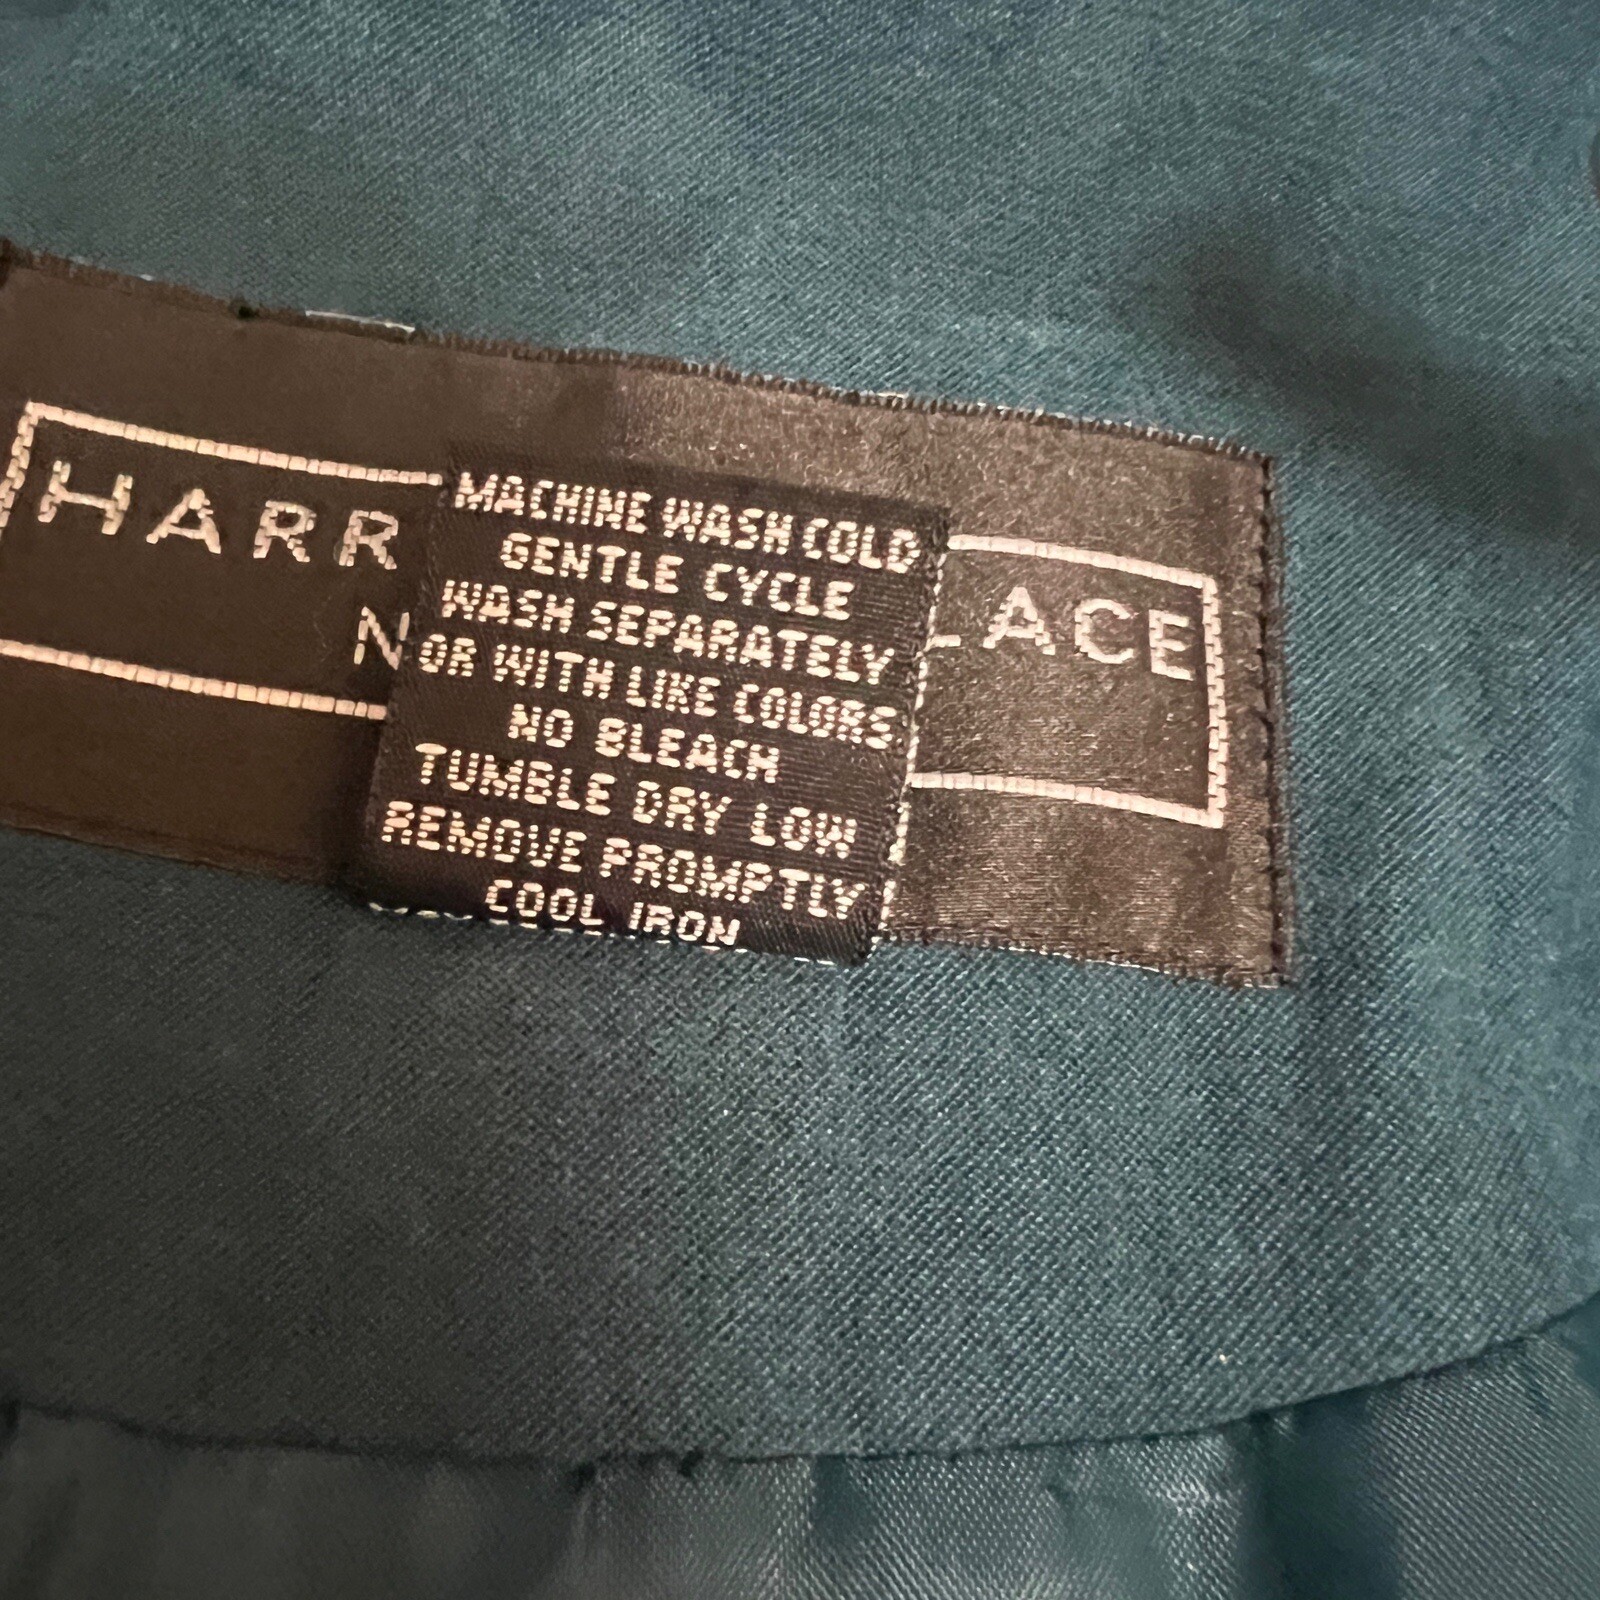 HARR
LACE
N
MACHINE WASH COLD
GENTLE CYCLE
WASH SEPARATELY
OR WITH LIKE COLORS
NO BLEACH
TUMBLE DRY LOW
REMOVE PROMPTLY
COOL IRON